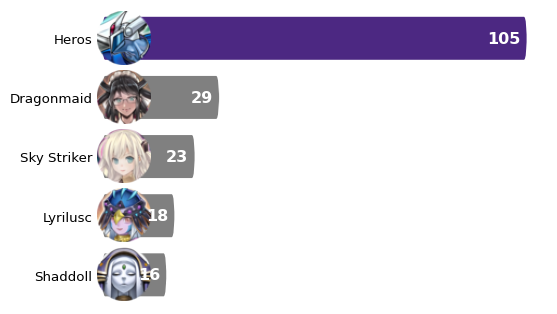 Heros 105
Dragonmaid 29
Sky Striker 23
Lyrilusc 18
Shaddoll 16